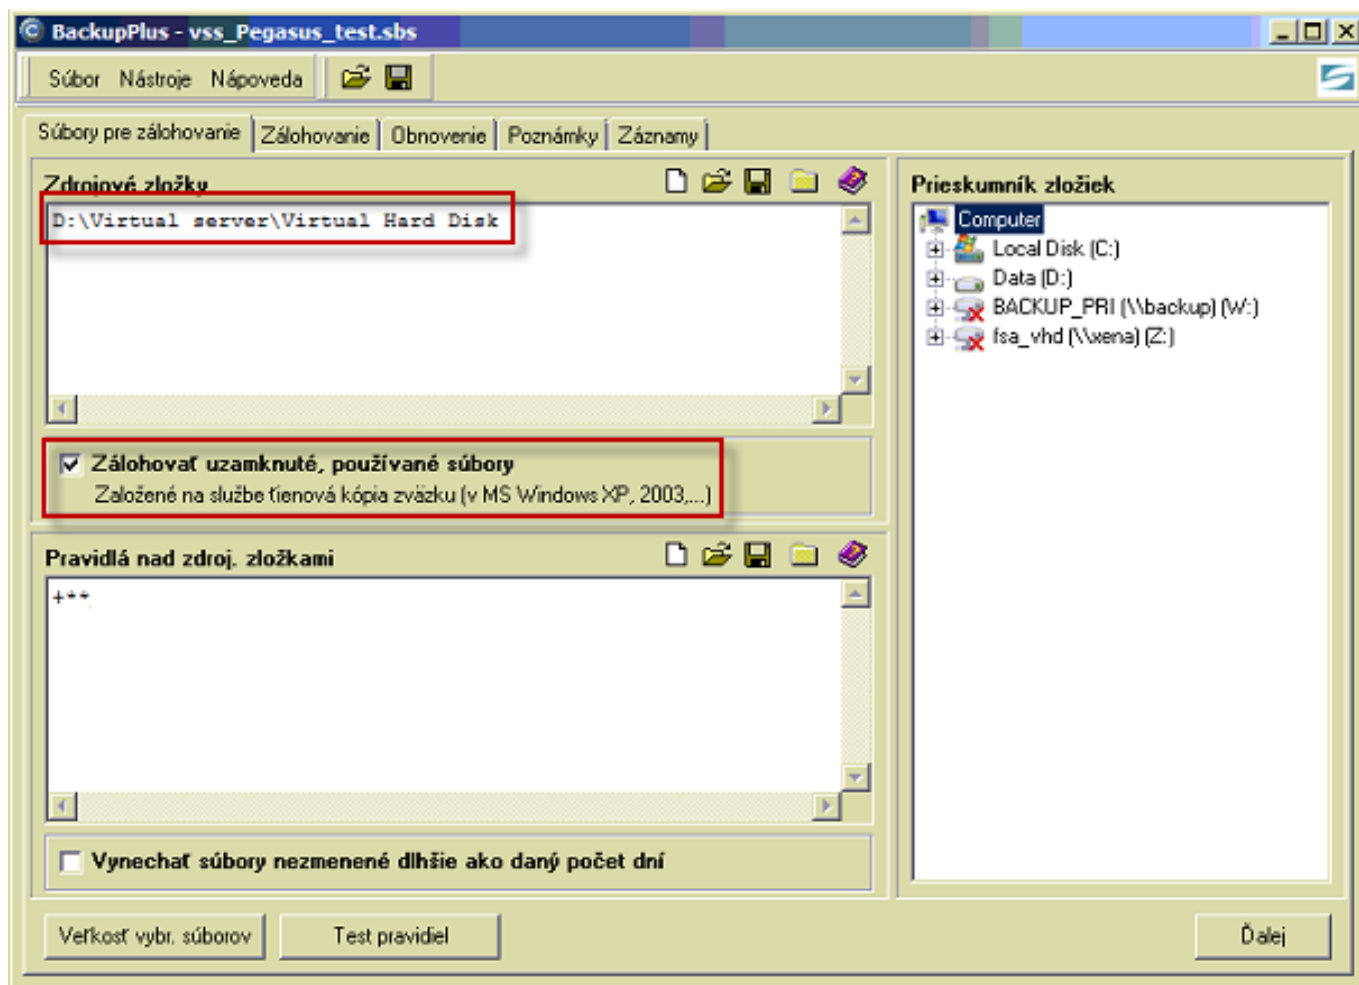 BackupPlus - vss_Pegasus_test.sbs
Súbor Nástroje Nápoveda
Súbory pre zálohovanie Zálohovanie Obnovenie Poznámky Záznamy
Zdrojové zložky
D:\Virtual server\Virtual Hard Disk
Zálohovať uzamknuté, používané súbory
Založené na službe tieňová kópia zväzku (v MS Windows XP, 2003,...)
Pravidlá nad zdroj. zložkami
+**
Vynechať súbory nezmenené dlhšie ako daný počet dní
Veľkosť vybr. súborov Test pravidiel
Prieskumník zložiek
Computer
Local Disk (C:)
Data (D:)
BACKUP_PRI (\\backup) (W:)
fsa_vhd (\\xena) (Z:)
Ďalej